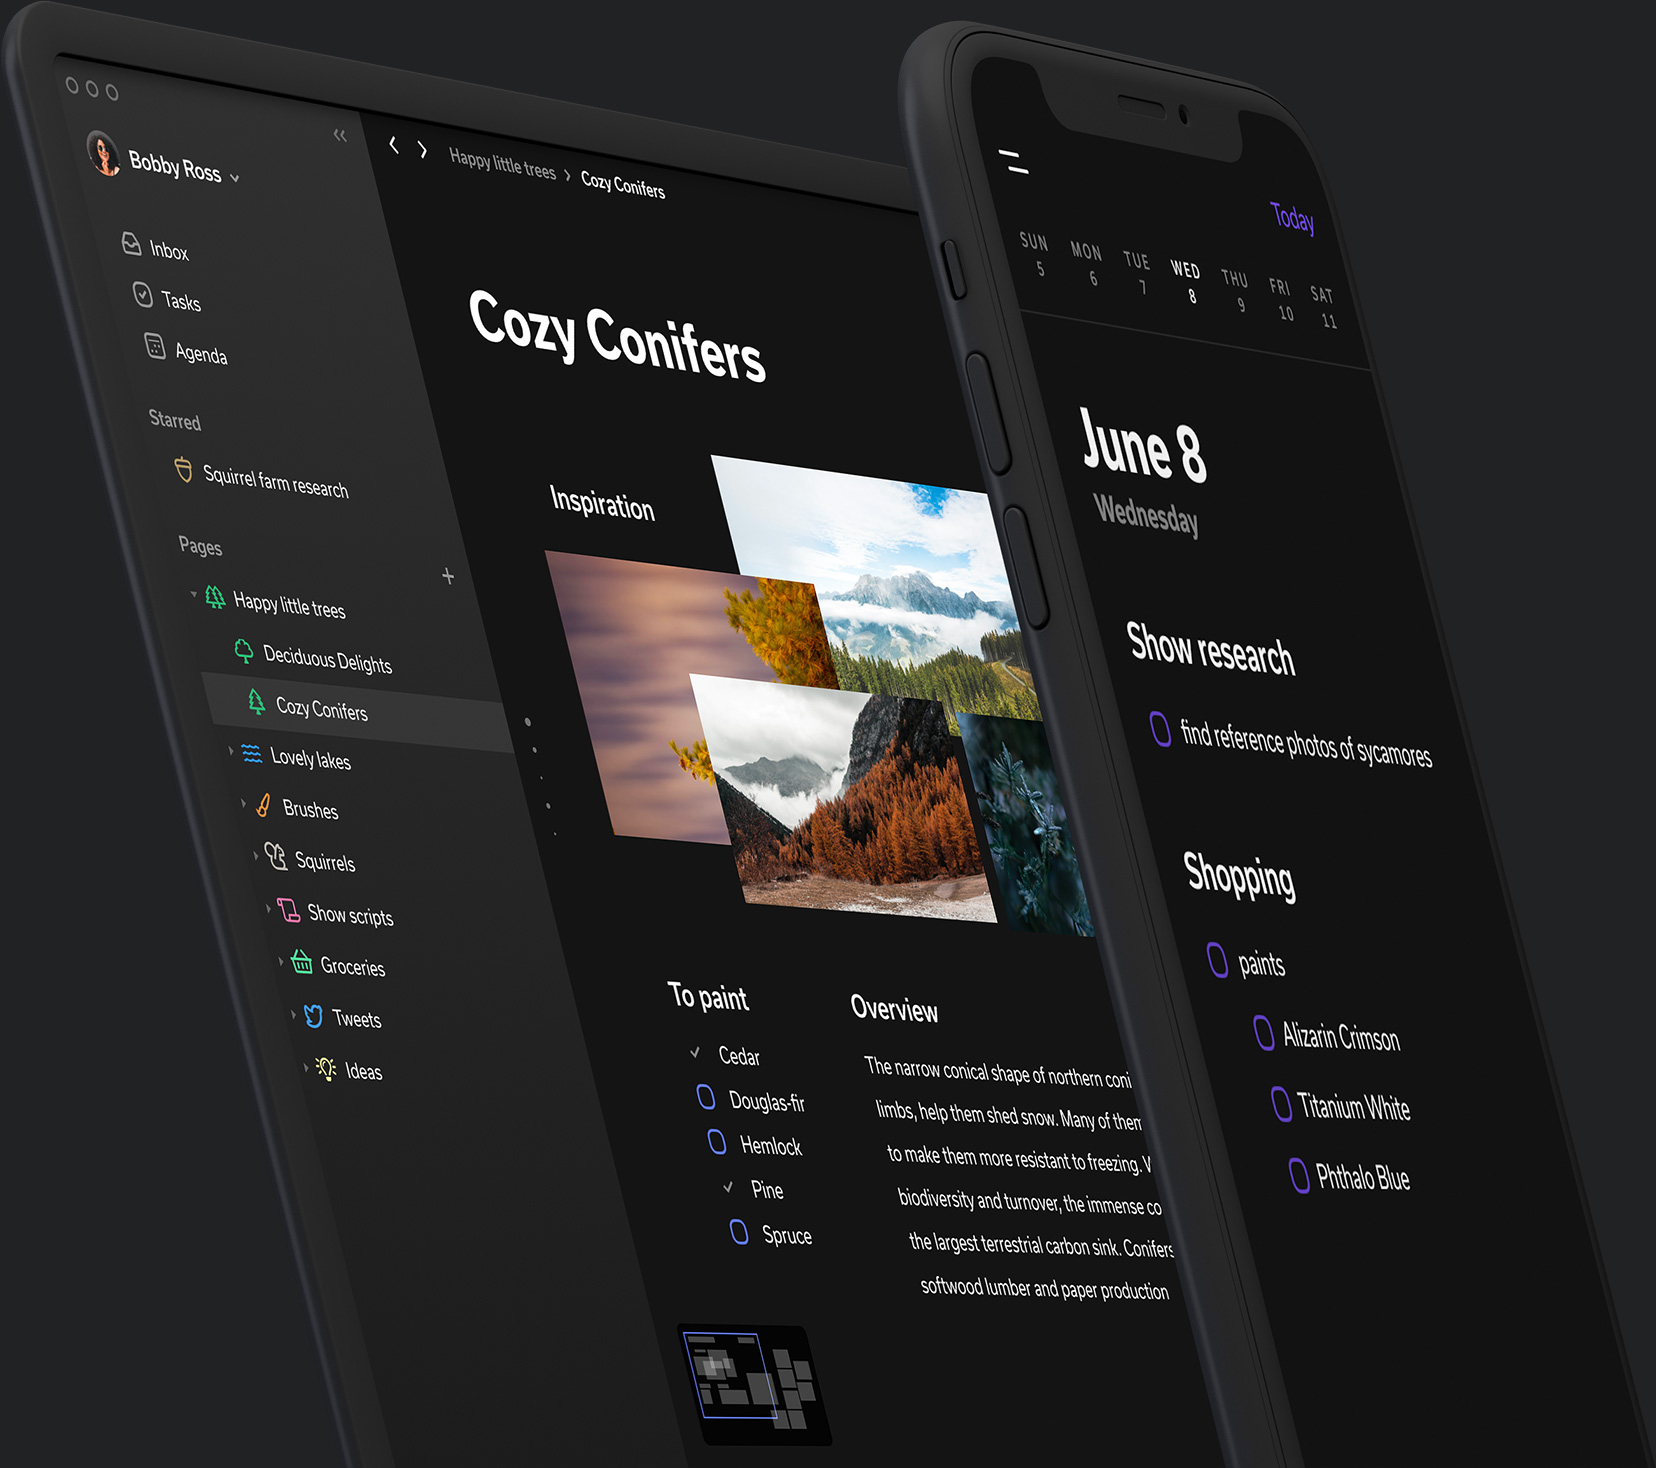 Bobby Ross
Inbox
Tasks
Agenda
Starred
Squirrel farm research
Pages
Happy little trees
Deciduous Delights
Cozy Conifers
Lovely lakes
Brushes
Squirrels
Show scripts
Groceries
Tweets
Ideas
Happy little trees > Cozy Conifers
Cozy Conifers
Inspiration
To paint
Cedar
Douglas-fir
Hemlock
Pine
Spruce
Overview
The narrow conical shape of northern coni
limbs, help them shed snow. Many of them
to make them more resistant to freezing.
biodiversity and turnover, the immense co
the largest terrestrial carbon sink. Conifers
softwood lumber and paper production
Today
SUN MON TUE WED THU FRI SAT
5 6 7 8 9 10 11
June 8
Wednesday
Show research
find reference photos of sycamores
Shopping
paints
Alizarin Crimson
Titanium White
Phthalo Blue